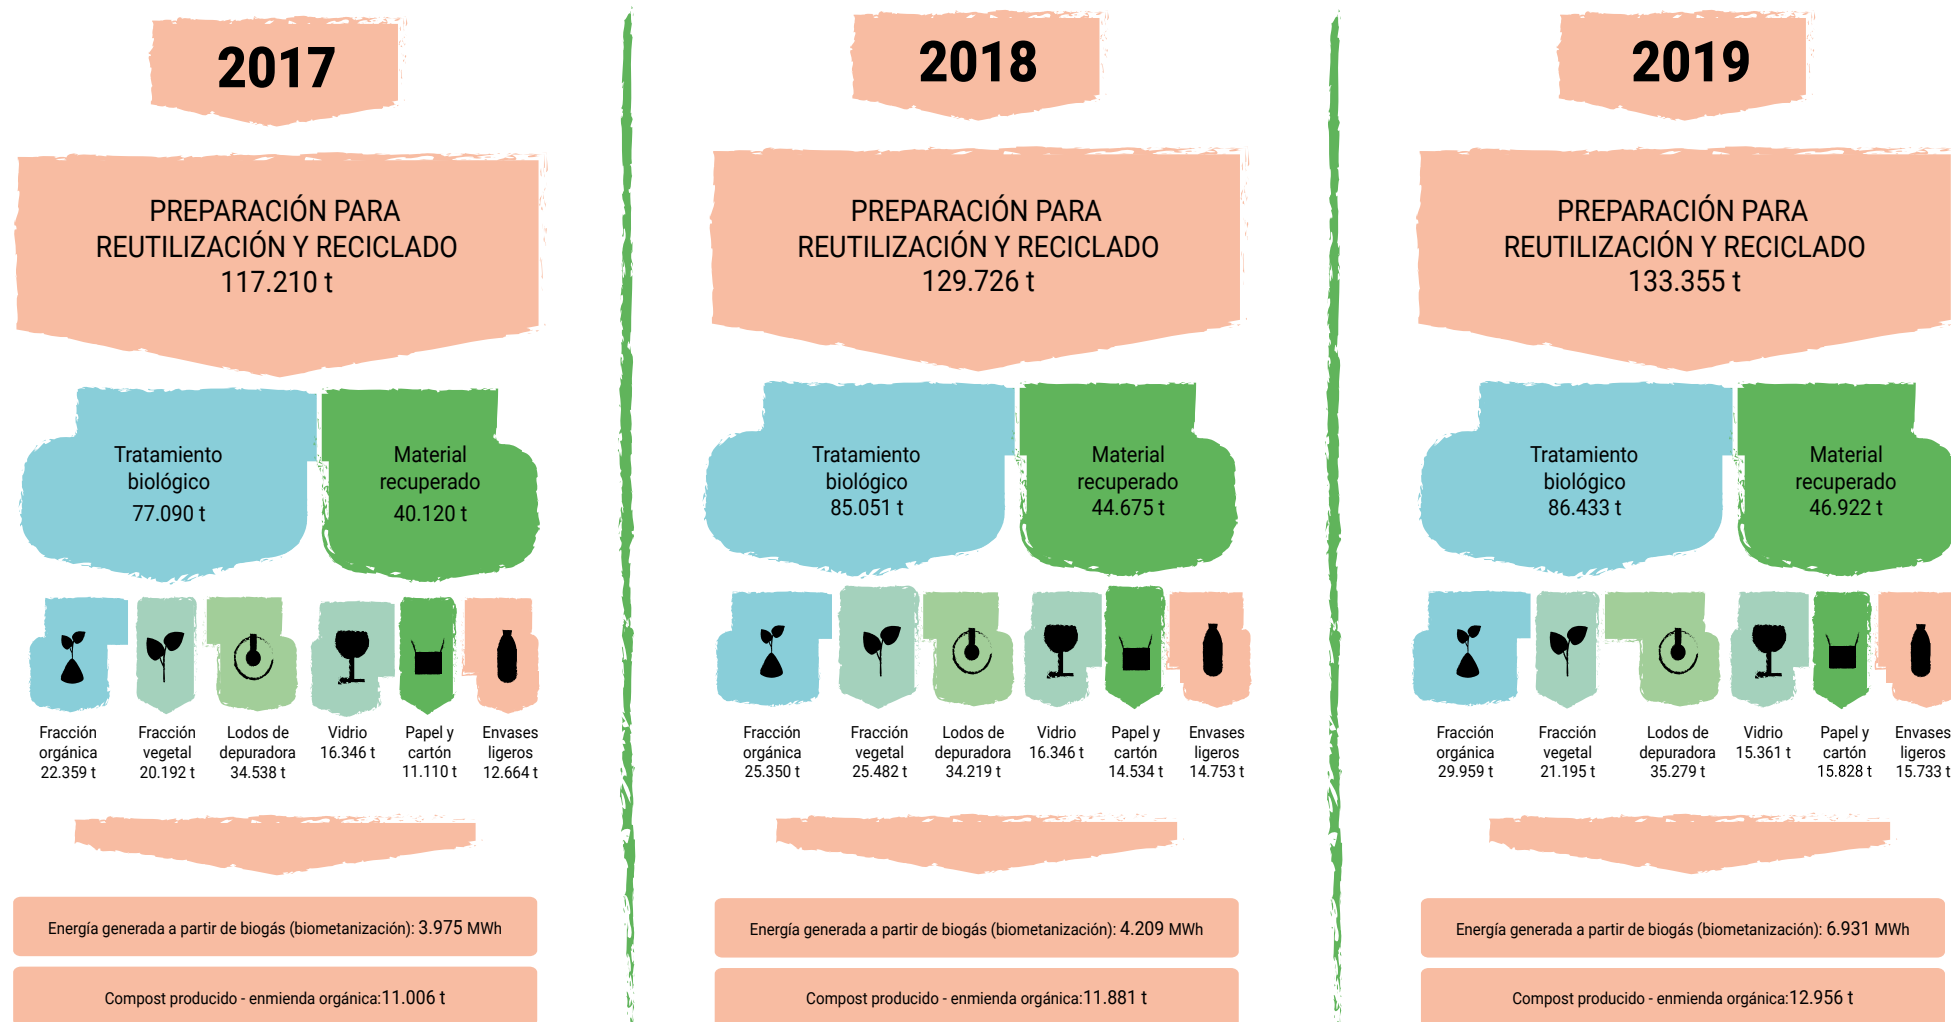 2017
PREPARACIÓN PARA
REUTILIZACIÓN Y RECICLADO
117.210 t
Tratamiento
biológico
77.090 t
Material
recuperado
40.120 t
Fracción
orgánica
22.359 t
Fracción
vegetal
20.192 t
Lodos de
depuradora
34.538 t
Vidrio
16.346 t
Papel y
cartón
11.110 t
Envases
ligeros
12.664 t
Energía generada a partir de biogás (biometanización): 3.975 MWh
Compost producido - enmienda orgánica:11.006 t
2018
PREPARACIÓN PARA
REUTILIZACIÓN Y RECICLADO
129.726 t
Tratamiento
biológico
85.051 t
Material
recuperado
44.675 t
Fracción
orgánica
25.350 t
Fracción
vegetal
25.482 t
Lodos de
depuradora
34.219 t
Vidrio
16.346 t
Papel y
cartón
14.534 t
Envases
ligeros
14.753 t
Energía generada a partir de biogás (biometanización): 4.209 MWh
Compost producido - enmienda orgánica:11.881 t
2019
PREPARACIÓN PARA
REUTILIZACIÓN Y RECICLADO
133.355 t
Tratamiento
biológico
86.433 t
Material
recuperado
46.922 t
Fracción
orgánica
29.959 t
Fracción
vegetal
21.195 t
Lodos de
depuradora
35.279 t
Vidrio
15.361 t
Papel y
cartón
15.828 t
Envases
ligeros
15.733 t
Energía generada a partir de biogás (biometanización): 6.931 MWh
Compost producido - enmienda orgánica:12.956 t